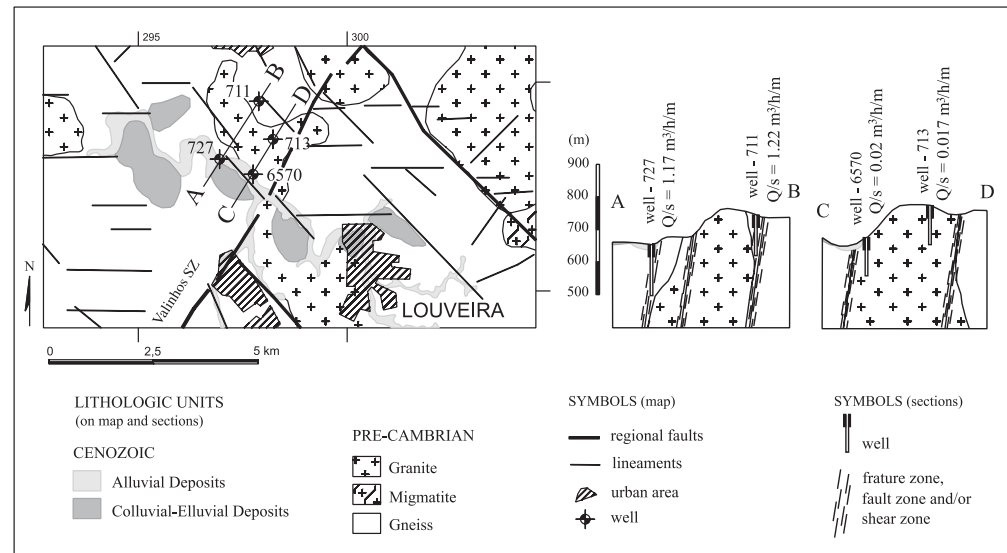 295
300
A
B
C
D
711
713
727
6570
Valinhos SZ
LOUVEIRA
N
0
2,5
5 km
(m)
900
800
700
600
500
A
well - 727
Q/s = 1.17 m³/h/m
well - 711
Q/s = 1.22 m³/h/m
B
C
well - 6570
Q/s = 0.02 m³/h/m
well - 713
Q/s = 0.017 m³/h/m
D
LITHOLOGIC UNITS
(on map and sections)
CENOZOIC
Alluvial Deposits
Colluvial-Elluvial Deposits
PRE-CAMBRIAN
Granite
Migmatite
Gneiss
SYMBOLS (map)
regional faults
lineaments
urban area
well
SYMBOLS (sections)
well
frature zone,
fault zone and/or
shear zone